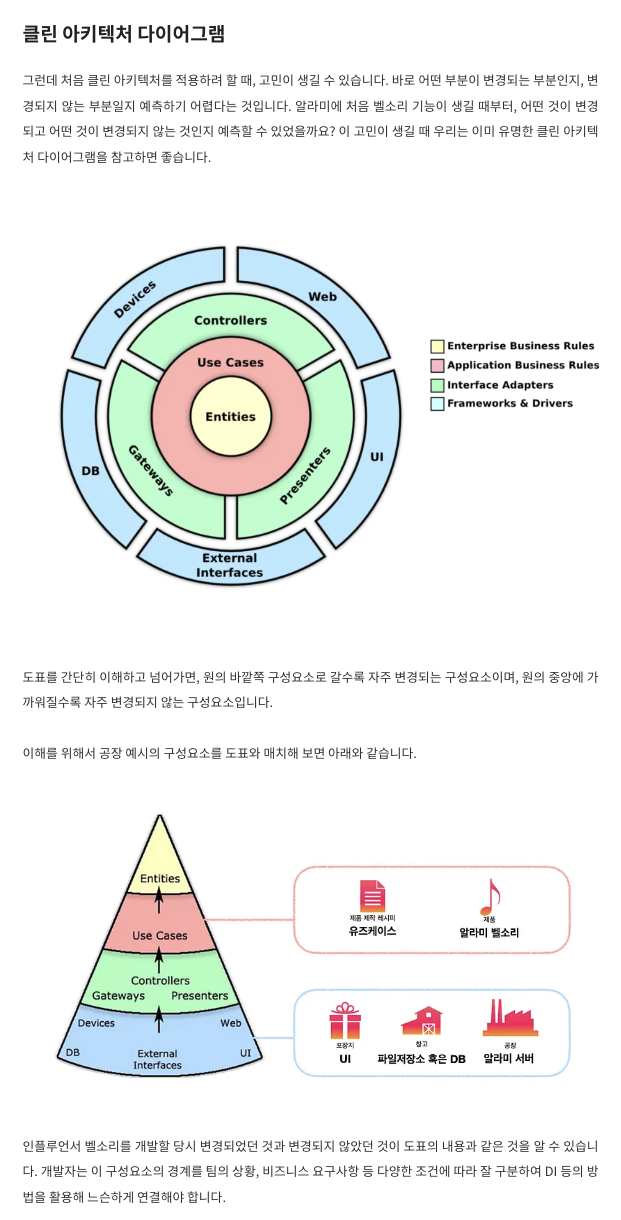 클린 아키텍처 다이어그램
그런데 처음 클린 아키텍처를 적용하려 할 때, 고민이 생길 수 있습니다. 바로 어떤 부분이 변경되는 부분인지, 변
경되지 않는 부분일지 예측하기 어렵다는 것입니다. 알라미에 처음 벨소리 기능이 생길 때부터, 어떤 것이 변경
되고 어떤 것이 변경되지 않는 것인지 예측할 수 있었을까요? 이 고민이 생길 때 우리는 이미 유명한 클린 아키텍
처 다이어그램을 참고하면 좋습니다.
Devices
Web
Controllers
Use Cases
Entities
Gateways
Presenters
DB
UI
External
Interfaces
Enterprise Business Rules
Application Business Rules
Interface Adapters
Frameworks & Drivers
도표를 간단히 이해하고 넘어가면, 원의 바깥쪽 구성요소로 갈수록 자주 변경되는 구성요소이며, 원의 중앙에 가
까워질수록 자주 변경되지 않는 구성요소입니다.
이해를 위해서 공장 예시의 구성요소를 도표와 매치해 보면 아래와 같습니다.
Entities
Use Cases
Controllers
Gateways Presenters
Devices Web
DB External UI
Interfaces
제품 제작 레시피
유즈케이스
제품
알라미 벨소리
포장지
UI
창고
파일저장소 혹은 DB
공장
알라미 서버
인플루언서 벨소리를 개발할 당시 변경되었던 것과 변경되지 않았던 것이 도표의 내용과 같은 것을 알 수 있습니
다. 개발자는 이 구성요소의 경계를 팀의 상황, 비즈니스 요구사항 등 다양한 조건에 따라 잘 구분하여 DI 등의 방
법을 활용해 느슨하게 연결해야 합니다.